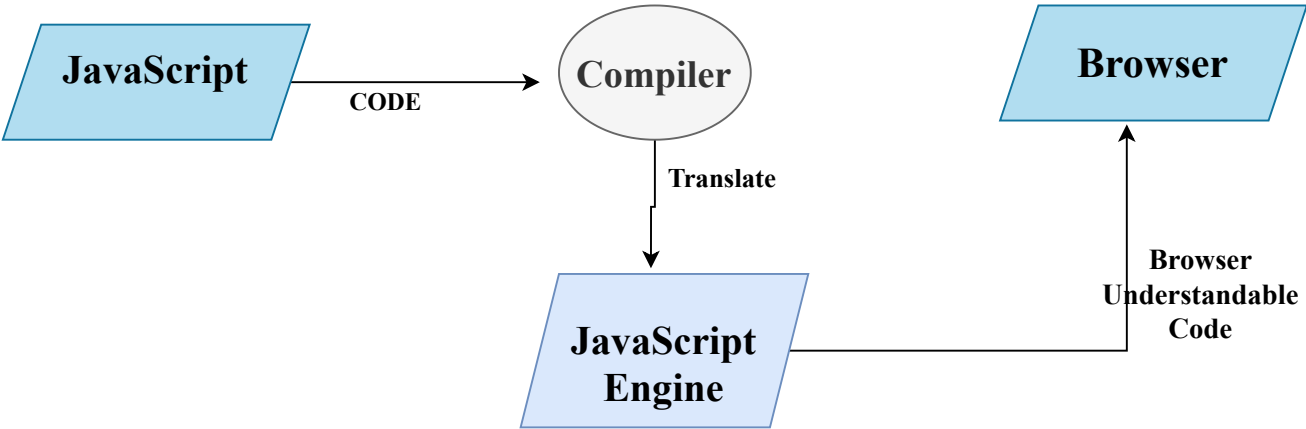 JavaScript
CODE
Compiler
Browser
Translate
JavaScript
Engine
Browser
Understandable
Code